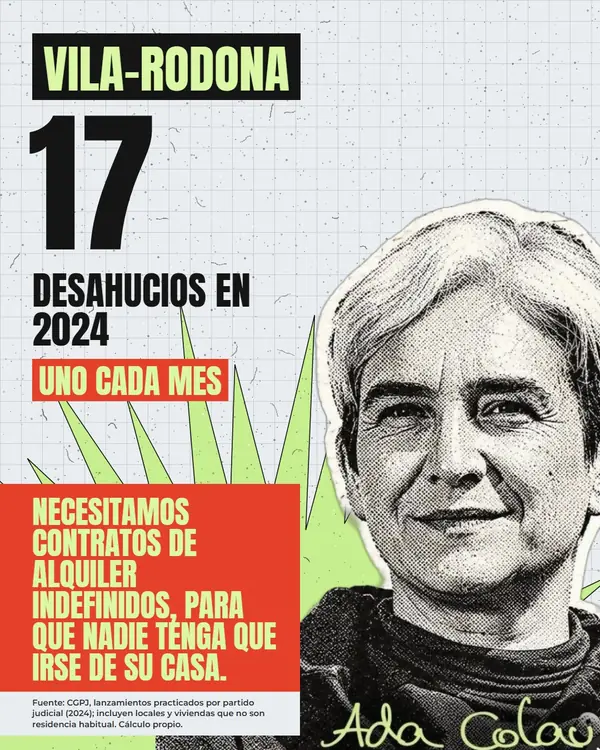 VILA-RODONA
17
DESAHUCIOS EN
2024
UNO CADA MES
NECESITAMOS
CONTRATOS DE
ALQUILER
INDEFINIDOS, PARA
QUE NADIE TENGA QUE
IRSE DE SU CASA.
Fuente: CGPJ, lanzamientos practicados por partido
judicial (2024); incluyen locales y viviendas que no son
residencia habitual. Cálculo propio.
Ada Colau